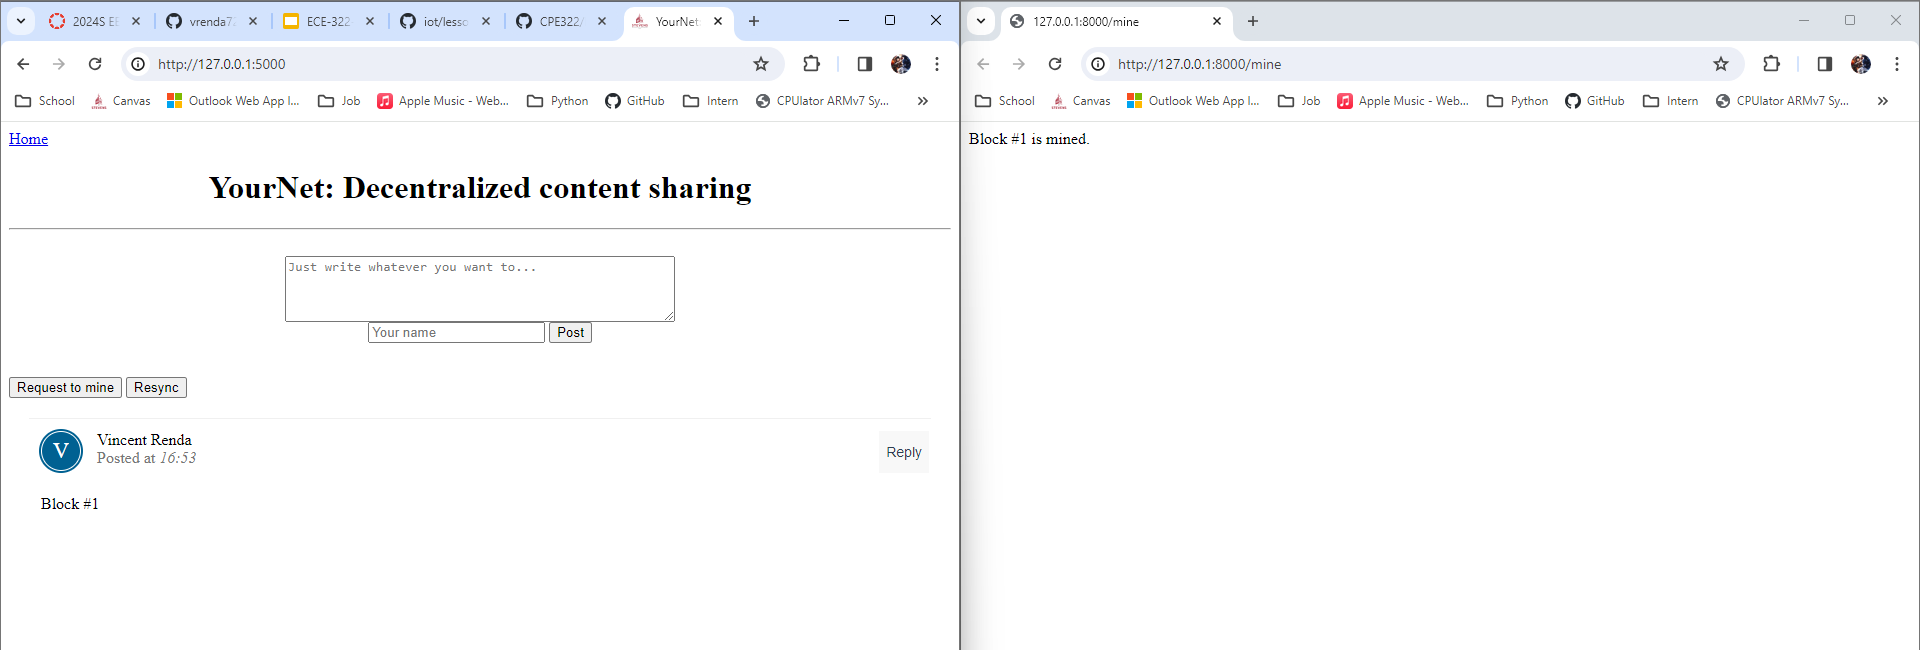 2024S EE
vrenda72
ECE-322
iot/lesso
CPE322/
YourNet:
http://127.0.0.1:5000
School
Canvas
Outlook Web App I...
Job
Apple Music - Web...
Python
GitHub
Intern
CPUlator ARMv7 Sy...
Home
YourNet: Decentralized content sharing
Just write whatever you want to...
Your name
Post
Request to mine
Resync
V
Vincent Renda
Posted at 16:53
Reply
Block #1
127.0.0.1:8000/mine
http://127.0.0.1:8000/mine
School
Canvas
Outlook Web App I...
Job
Apple Music - Web...
Python
GitHub
Intern
CPUlator ARMv7 Sy...
Block #1 is mined.